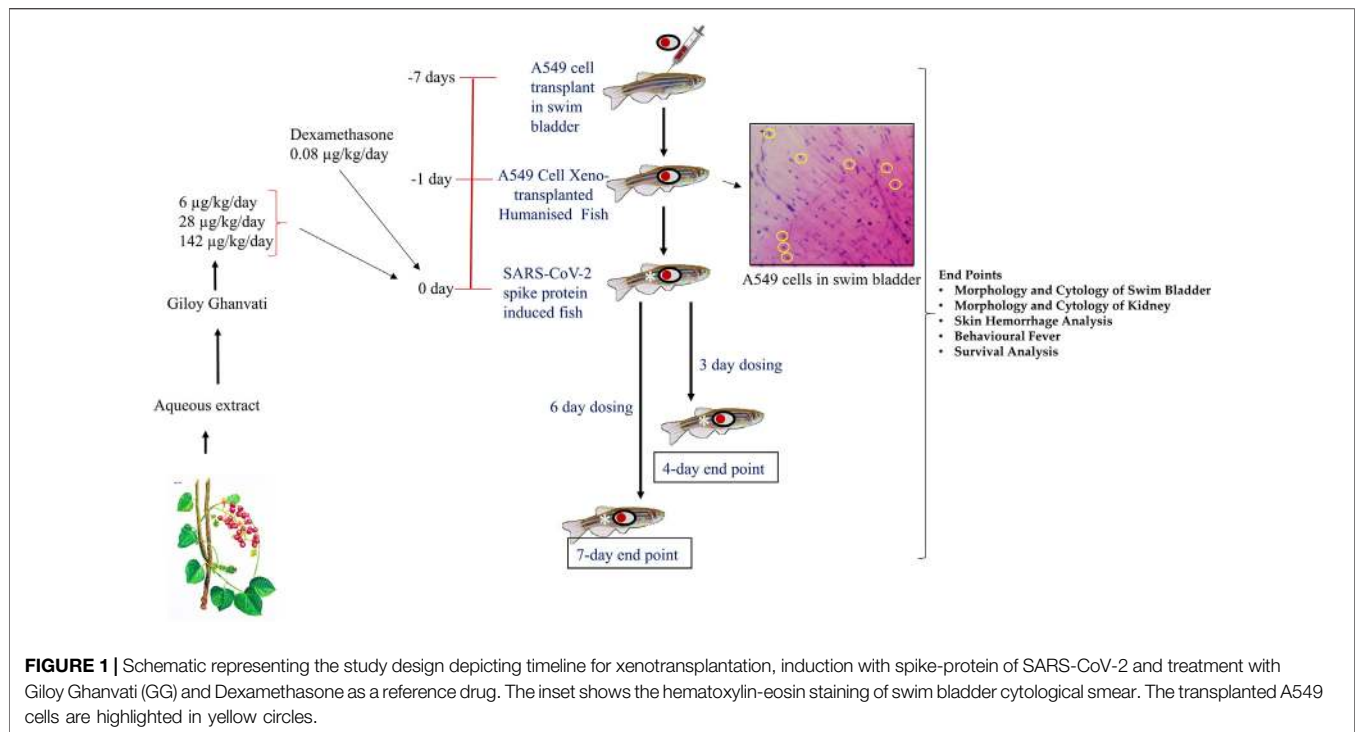 -7 days
A549 cell
transplant
in swim
bladder
Dexamethasone
0.08 µg/kg/day
-1 day
A549 Cell Xeno-
transplanted
Humanised Fish
6 µg/kg/day
28 µg/kg/day
142 µg/kg/day
0 day
SARS-CoV-2
spike protein
induced fish
A549 cells in swim bladder
Giloy Ghanvati
Aqueous extract
3 day dosing
6 day dosing
4-day end point
7-day end point
End Points
• Morphology and Cytology of Swim Bladder
• Morphology and Cytology of Kidney
• Skin Hemorrhage Analysis
• Behavioural Fever
• Survival Analysis
FIGURE 1 | Schematic representing the study design depicting timeline for xenotransplantation, induction with spike-protein of SARS-CoV-2 and treatment with
Giloy Ghanvati (GG) and Dexamethasone as a reference drug. The inset shows the hematoxylin-eosin staining of swim bladder cytological smear. The transplanted A549
cells are highlighted in yellow circles.